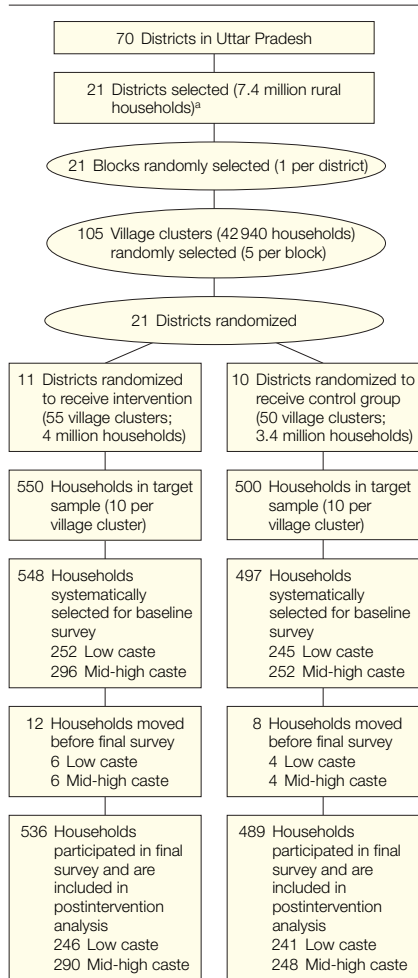 70 Districts in Uttar Pradesh
21 Districts selected (7.4 million rural
households)a
21 Blocks randomly selected (1 per district)
105 Village clusters (42 940 households)
randomly selected (5 per block)
21 Districts randomized
11 Districts randomized
to receive intervention
(55 village clusters;
4 million households)
10 Districts randomized to
receive control group
(50 village clusters;
3.4 million households)
550 Households in target
sample (10 per
village cluster)
500 Households in target
sample (10 per
village cluster)
548 Households
systematically
selected for baseline
survey
252 Low caste
296 Mid-high caste
497 Households
systematically
selected for baseline
survey
245 Low caste
252 Mid-high caste
12 Households moved
before final survey
6 Low caste
6 Mid-high caste
8 Households moved
before final survey
4 Low caste
4 Mid-high caste
536 Households
participated in final
survey and are
included in
postintervention
analysis
246 Low caste
290 Mid-high caste
489 Households
participated in final
survey and are
included in
postintervention
analysis
241 Low caste
248 Mid-high caste